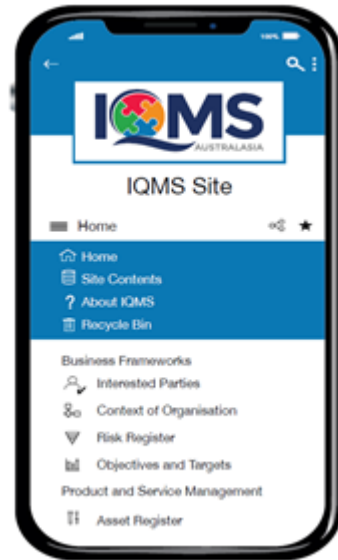 100%
IQMS
AUSTRALASIA
IQMS Site
Home
Home
Site Contents
? About IQMS
Recycle Bin
Business Frameworks
Interested Parties
Context of Organisation
Risk Register
Objectives and Targets
Product and Service Management
Asset Register